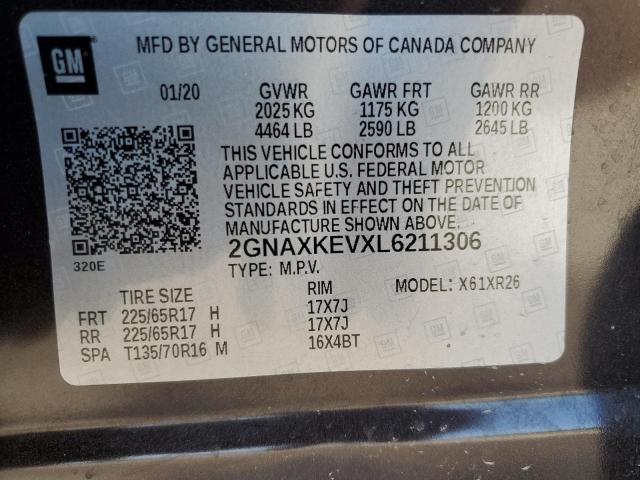 GM
MFD BY GENERAL MOTORS OF CANADA COMPANY
01/20 GVWR GAWR FRT GAWR RR
2025 KG 1175 KG 1200 KG
4464 LB 2590 LB 2645 LB
THIS VEHICLE CONFORMS TO ALL
APPLICABLE U.S. FEDERAL MOTOR
VEHICLE SAFETY AND THEFT PREVENTION
STANDARDS IN EFFECT ON THE DATE OF
MANUFACTURE SHOWN ABOVE.
2GNAXKEVXL6211306
320E
TYPE: M.P.V. MODEL: X61XR26
TIRE SIZE RIM
FRT 225/65R17 H 17X7J
RR 225/65R17 H 17X7J
SPA T135/70R16 M 16X4BT